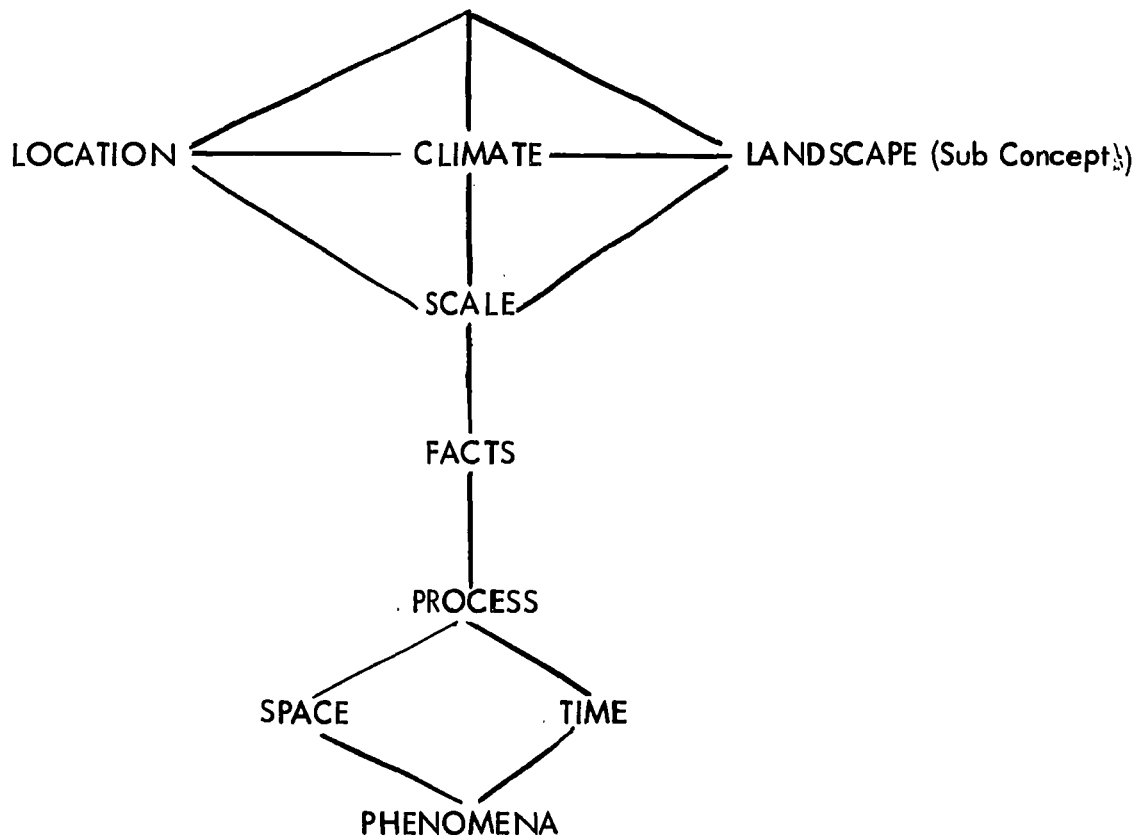 LOCATION CLIMATE LANDSCAPE (Sub Concepts)
SCALE
FACTS
PROCESS
SPACE TIME
PHENOMENA